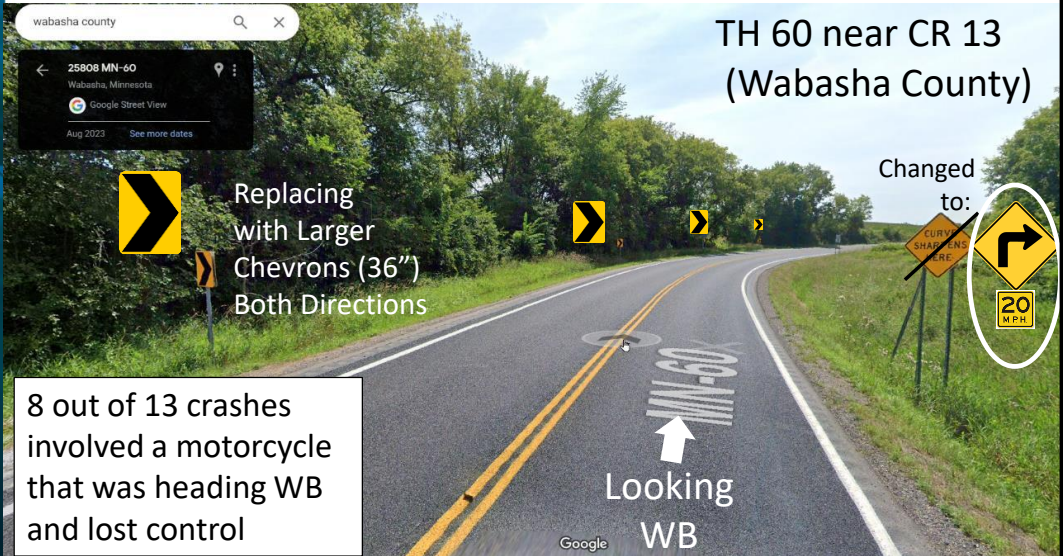 wabasha county
25808 MN-60
Wabasha, Minnesota
Google Street View
Aug 2023 See more dates
TH 60 near CR 13
(Wabasha County)
Replacing
with Larger
Chevrons (36”)
Both Directions
Changed
to:
CURVE
SHARPENS
HERE
20
MPH
MN-60
8 out of 13 crashes
involved a motorcycle
that was heading WB
and lost control
Looking
WB
Google